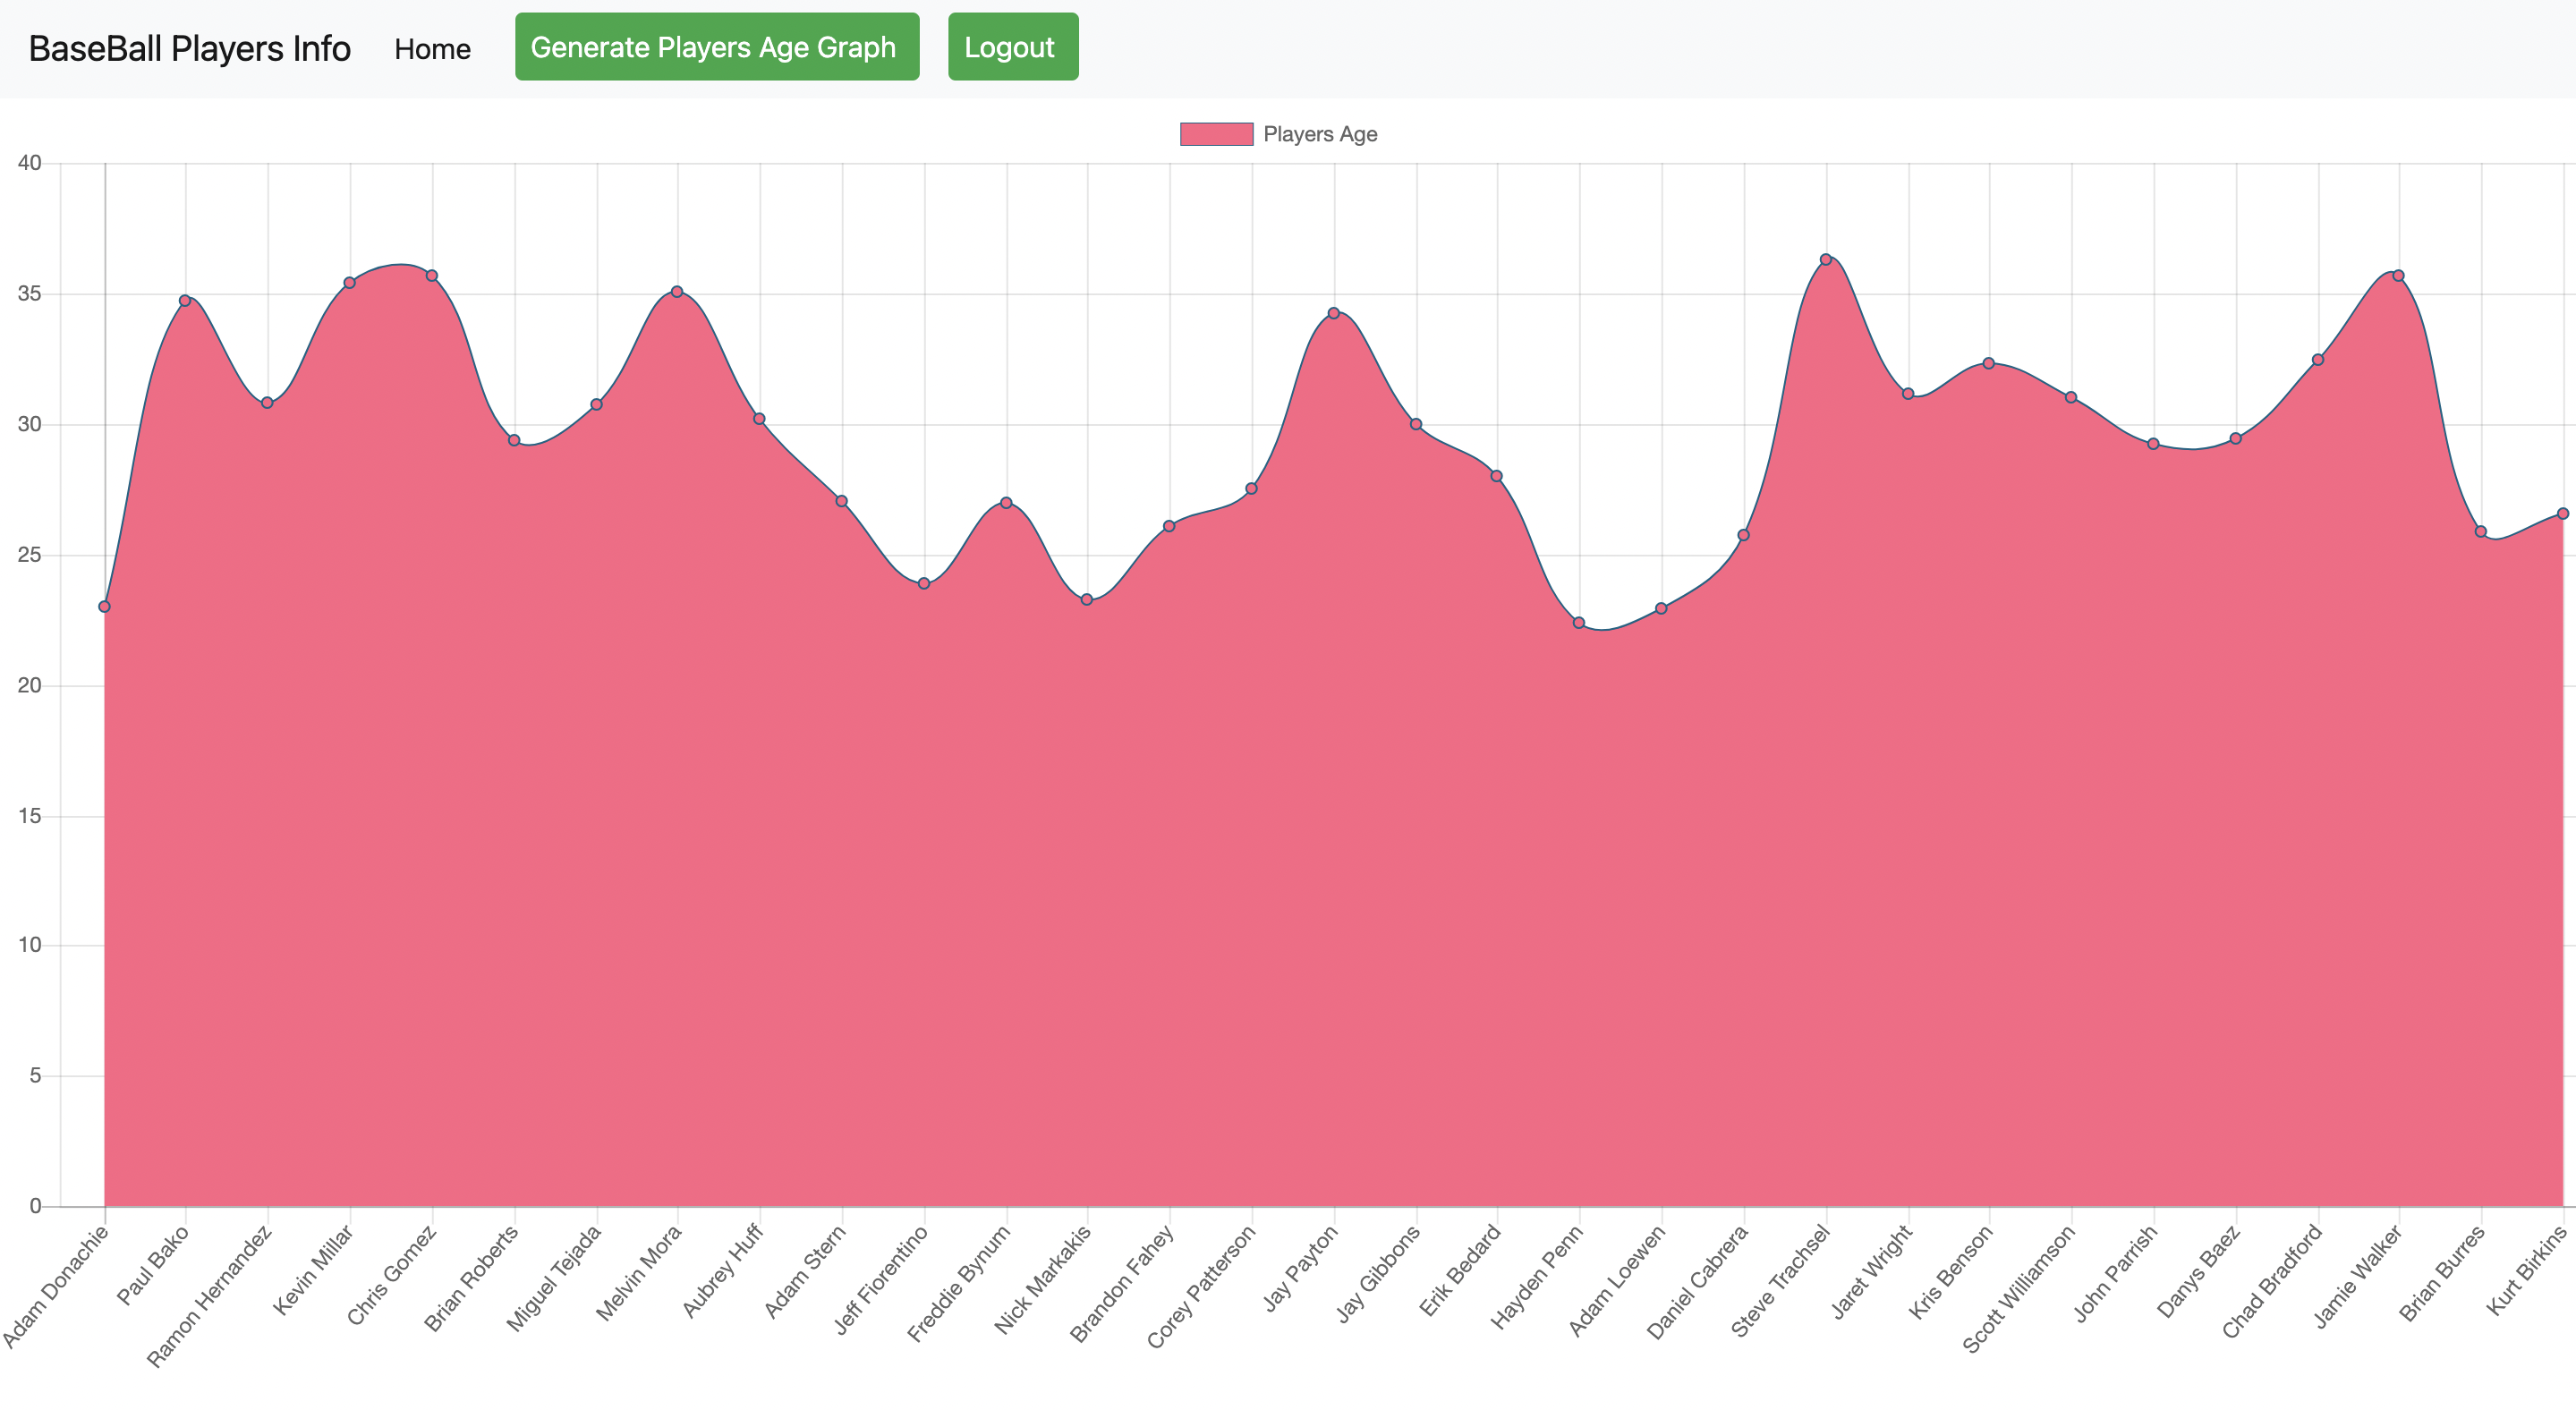 BaseBall Players Info Home Generate Players Age Graph Logout
Players Age
40
35
30
25
20
15
10
5
0
Adam Donachie
Paul Bako
Ramon Hernandez
Kevin Millar
Chris Gomez
Brian Roberts
Miguel Tejada
Melvin Mora
Aubrey Huff
Adam Stern
Jeff Fiorentino
Freddie Bynum
Nick Markakis
Brandon Fahey
Corey Patterson
Jay Payton
Jay Gibbons
Erik Bedard
Hayden Penn
Adam Loewen
Daniel Cabrera
Steve Trachsel
Jaret Wright
Kris Benson
Scott Williamson
John Parrish
Danys Baez
Chad Bradford
Jamie Walker
Brian Burres
Kurt Birkins